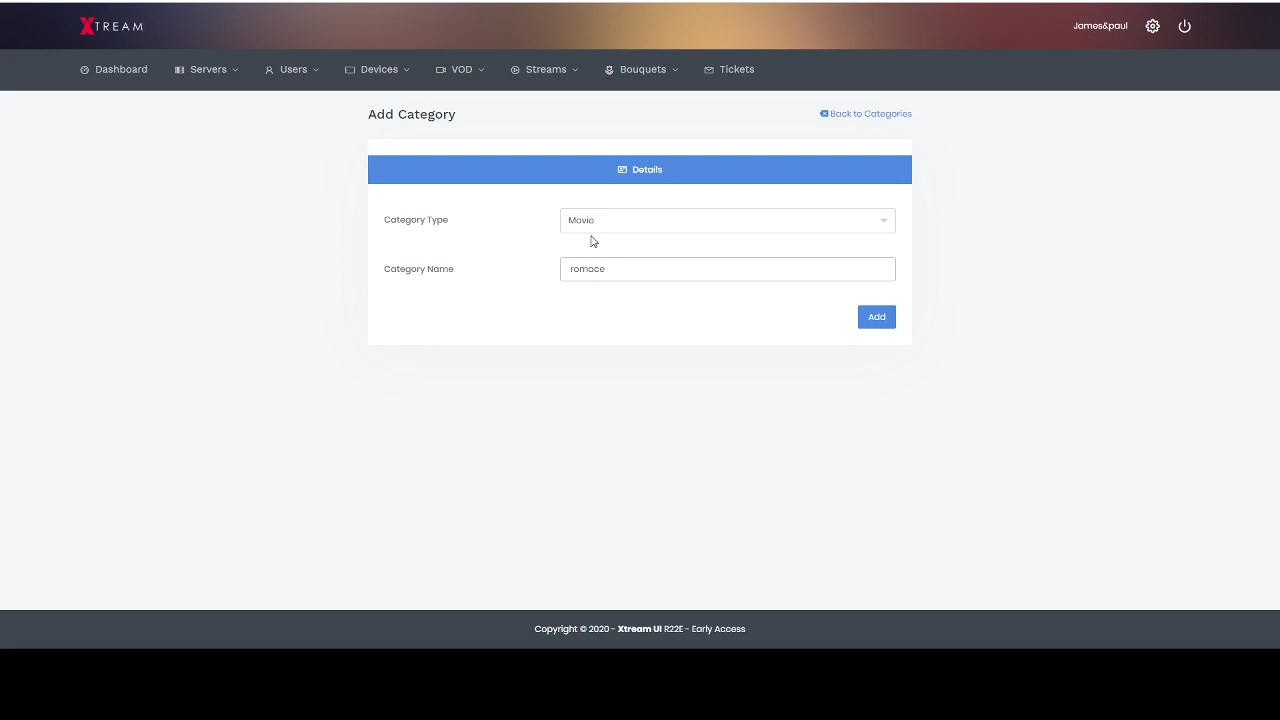 XTREAM
James&paul
Dashboard Servers Users Devices VOD Streams Bouquets Tickets
Add Category
Back to Categories
Details
Category Type
Movie
Category Name
romace
Add
Copyright © 2020 - Xtream UI R22E - Early Access